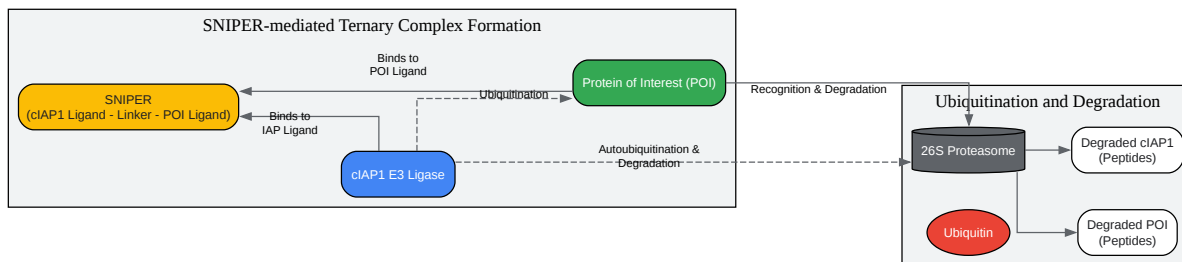 SNIPER-mediated Ternary Complex Formation
Binds to
POI Ligand
Protein of Interest (POI)
SNIPER
(cIAP1 Ligand - Linker - POI Ligand)
Ubiquitination
Recognition & Degradation
Binds to
IAP Ligand
cIAP1 E3 Ligase
Autoubiquitination &
Degradation
Ubiquitination and Degradation
26S Proteasome
Degraded cIAP1
(Peptides)
Ubiquitin
Degraded POI
(Peptides)